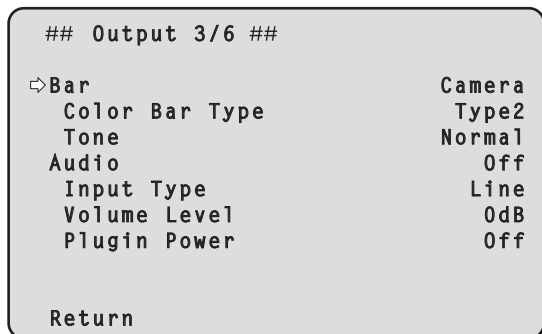 ## Output 3/6 ##
⇨Bar Camera
Color Bar Type Type2
Tone Normal
Audio Off
Input Type Line
Volume Level 0dB
Plugin Power Off
Return